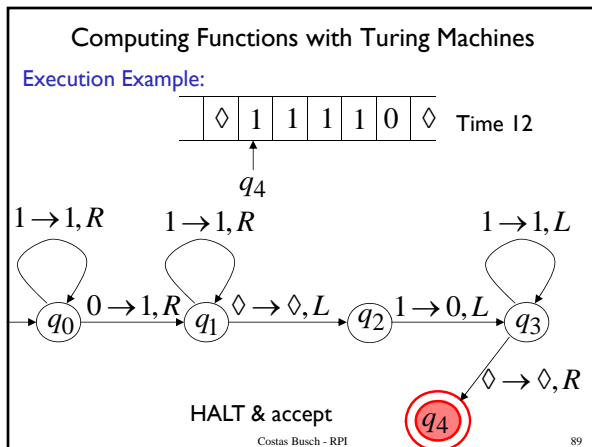 Computing Functions with Turing Machines
Execution Example:
◊ 1 1 1 1 0 ◊ Time 12
q4
1 → 1, R 1 → 1, R 1 → 1, L
q0 0 → 1, R q1 ◊ → ◊, L q2 1 → 0, L q3
◊ → ◊, R
HALT & accept q4
Costas Busch - RPI 89